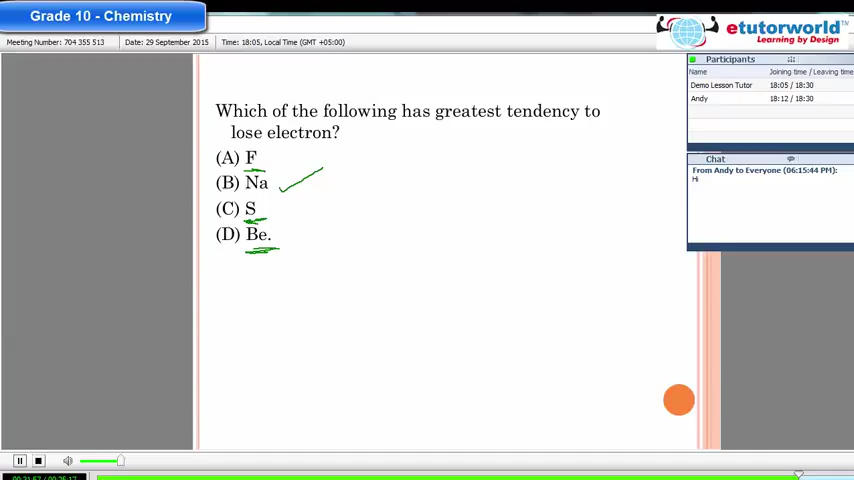 Grade 10 - Chemistry
etutorworld™
Learning by Design
Meeting Number: 704 355 513 Date: 29 September 2015 Time: 18:05, Local Time (GMT +05:00)
Participants
Name Joining time / Leaving time
Demo Lesson Tutor 18:05 / 18:30
Andy 18:12 / 18:30
Chat
From Andy to Everyone (06:15:44 PM):
Hi
Which of the following has greatest tendency to
lose electron?
(A) F
(B) Na
(C) S
(D) Be.